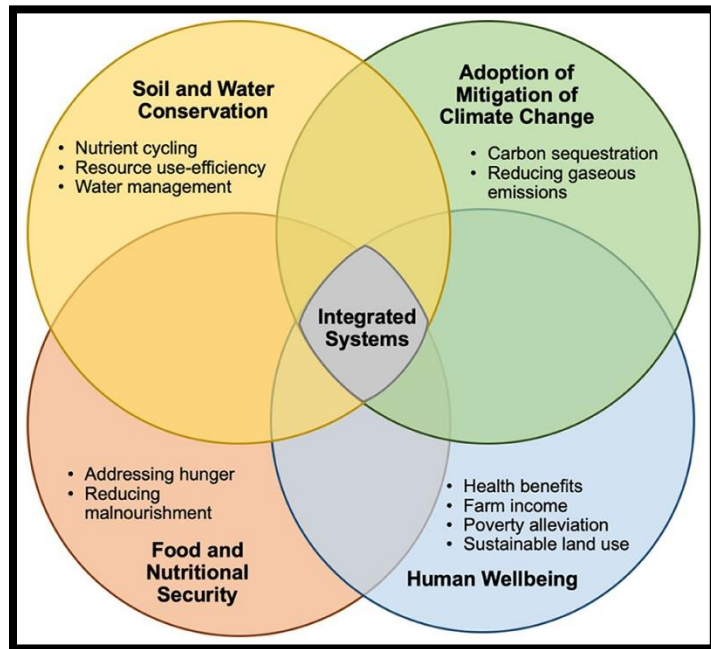 Soil and Water
Conservation
• Nutrient cycling
• Resource use-efficiency
• Water management
Adoption of
Mitigation of
Climate Change
• Carbon sequestration
• Reducing gaseous
emissions
Integrated
Systems
• Addressing hunger
• Reducing
malnourishment
Food and
Nutritional
Security
• Health benefits
• Farm income
• Poverty alleviation
• Sustainable land use
Human Wellbeing